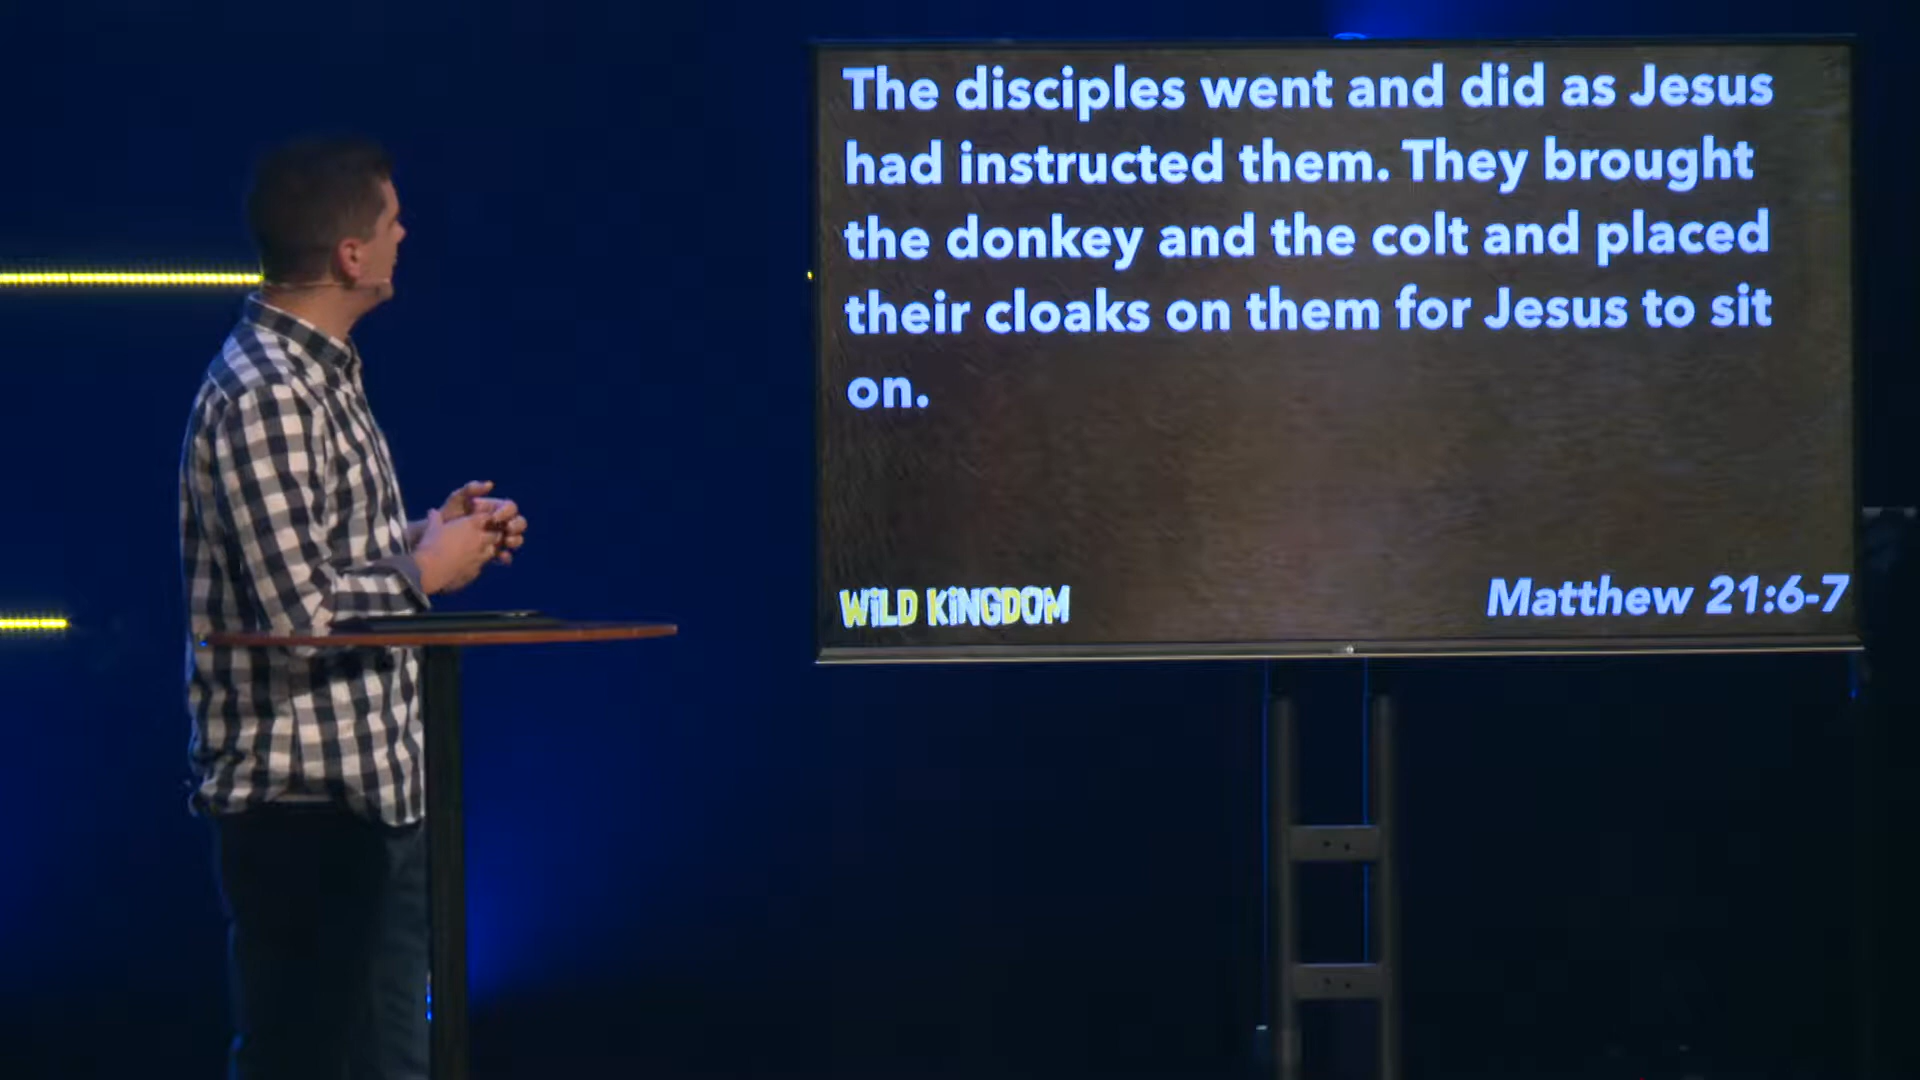 The disciples went and did as Jesus
had instructed them. They brought
the donkey and the colt and placed
their cloaks on them for Jesus to sit
on.
WiLD KiNGDOM
Matthew 21:6-7